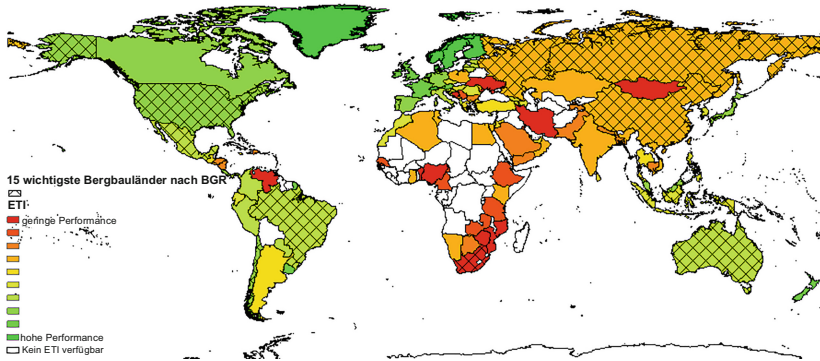 15 wichtigste Bergbauländer nach BGR
ETI
geringe Performance
hohe Performance
Kein ETI verfügbar